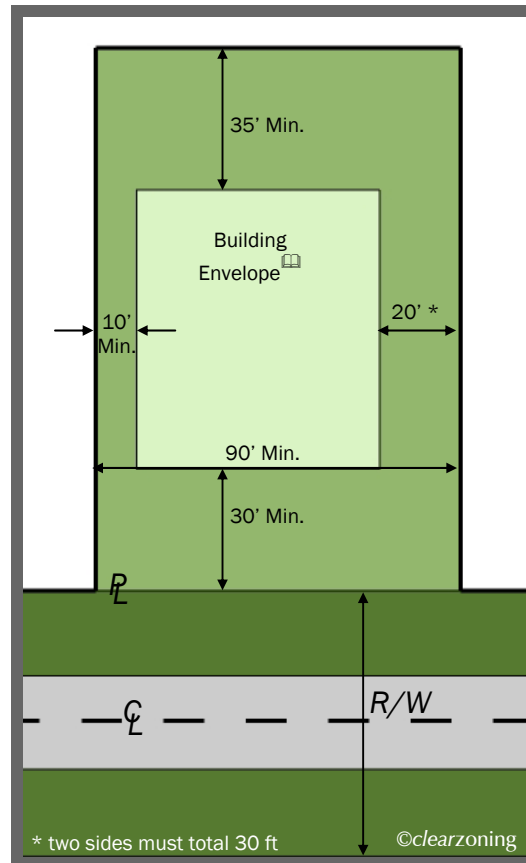 35’ Min.
Building
Envelope
10’
Min.
20’ *
90’ Min.
30’ Min.
PL
CL
R/W
* two sides must total 30 ft
©clearzoning